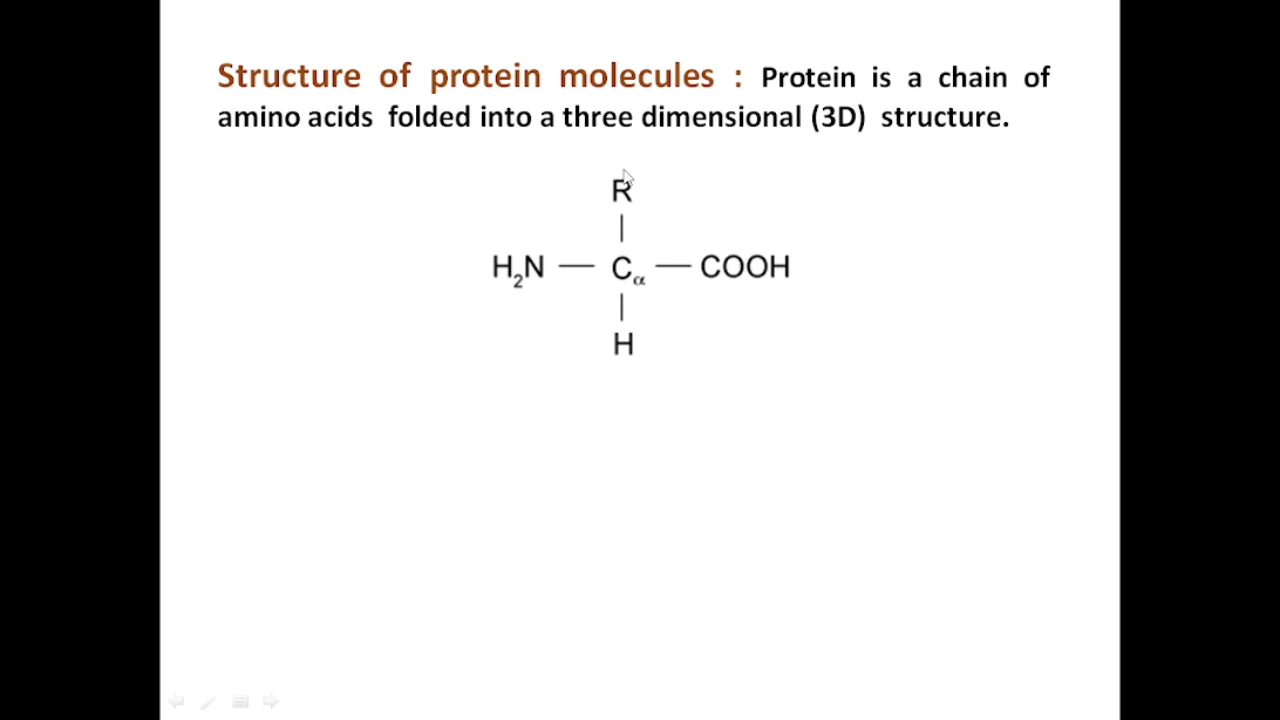 Structure of protein molecules : Protein is a chain of
amino acids folded into a three dimensional (3D) structure.
R
H₂N — Cα — COOH
H